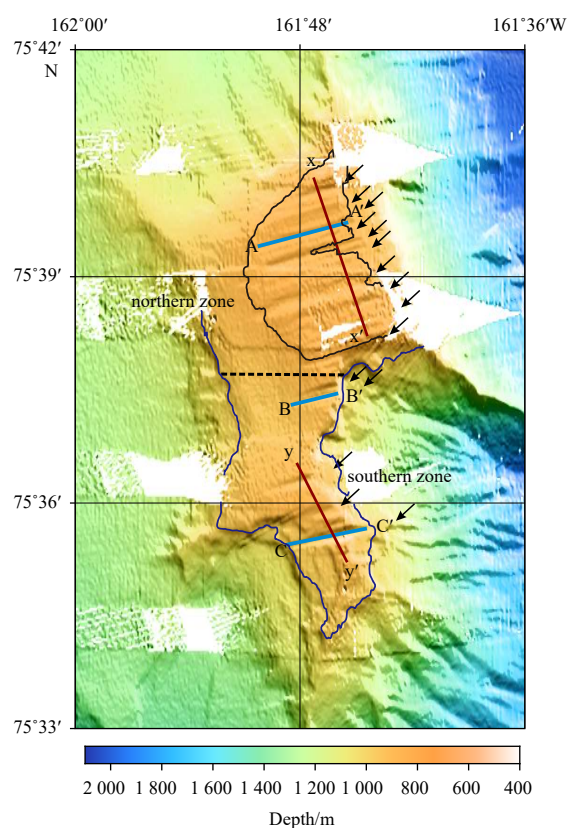 162°00′ 161°48′ 161°36′W
75°42′
N
x
A′
A
75°39′
northern zone
x′
B′
B
y
southern zone
75°36′
C′
C
y′
75°33′
2 000 1 800 1 600 1 400 1 200 1 000 800 600 400
Depth/m